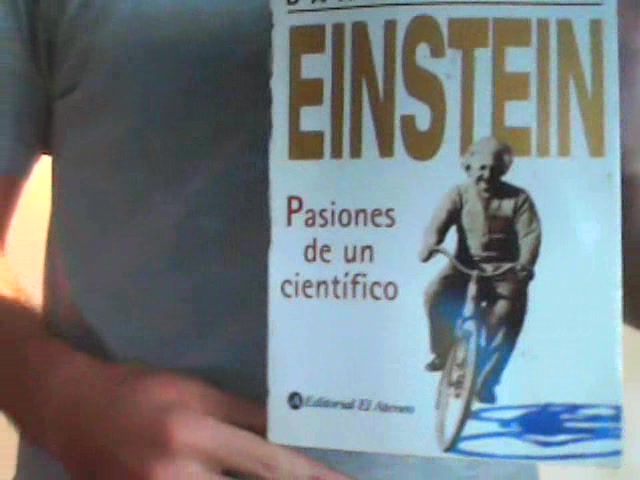 EINSTEIN
Pasiones
de un
científico
Editorial El Ateneo